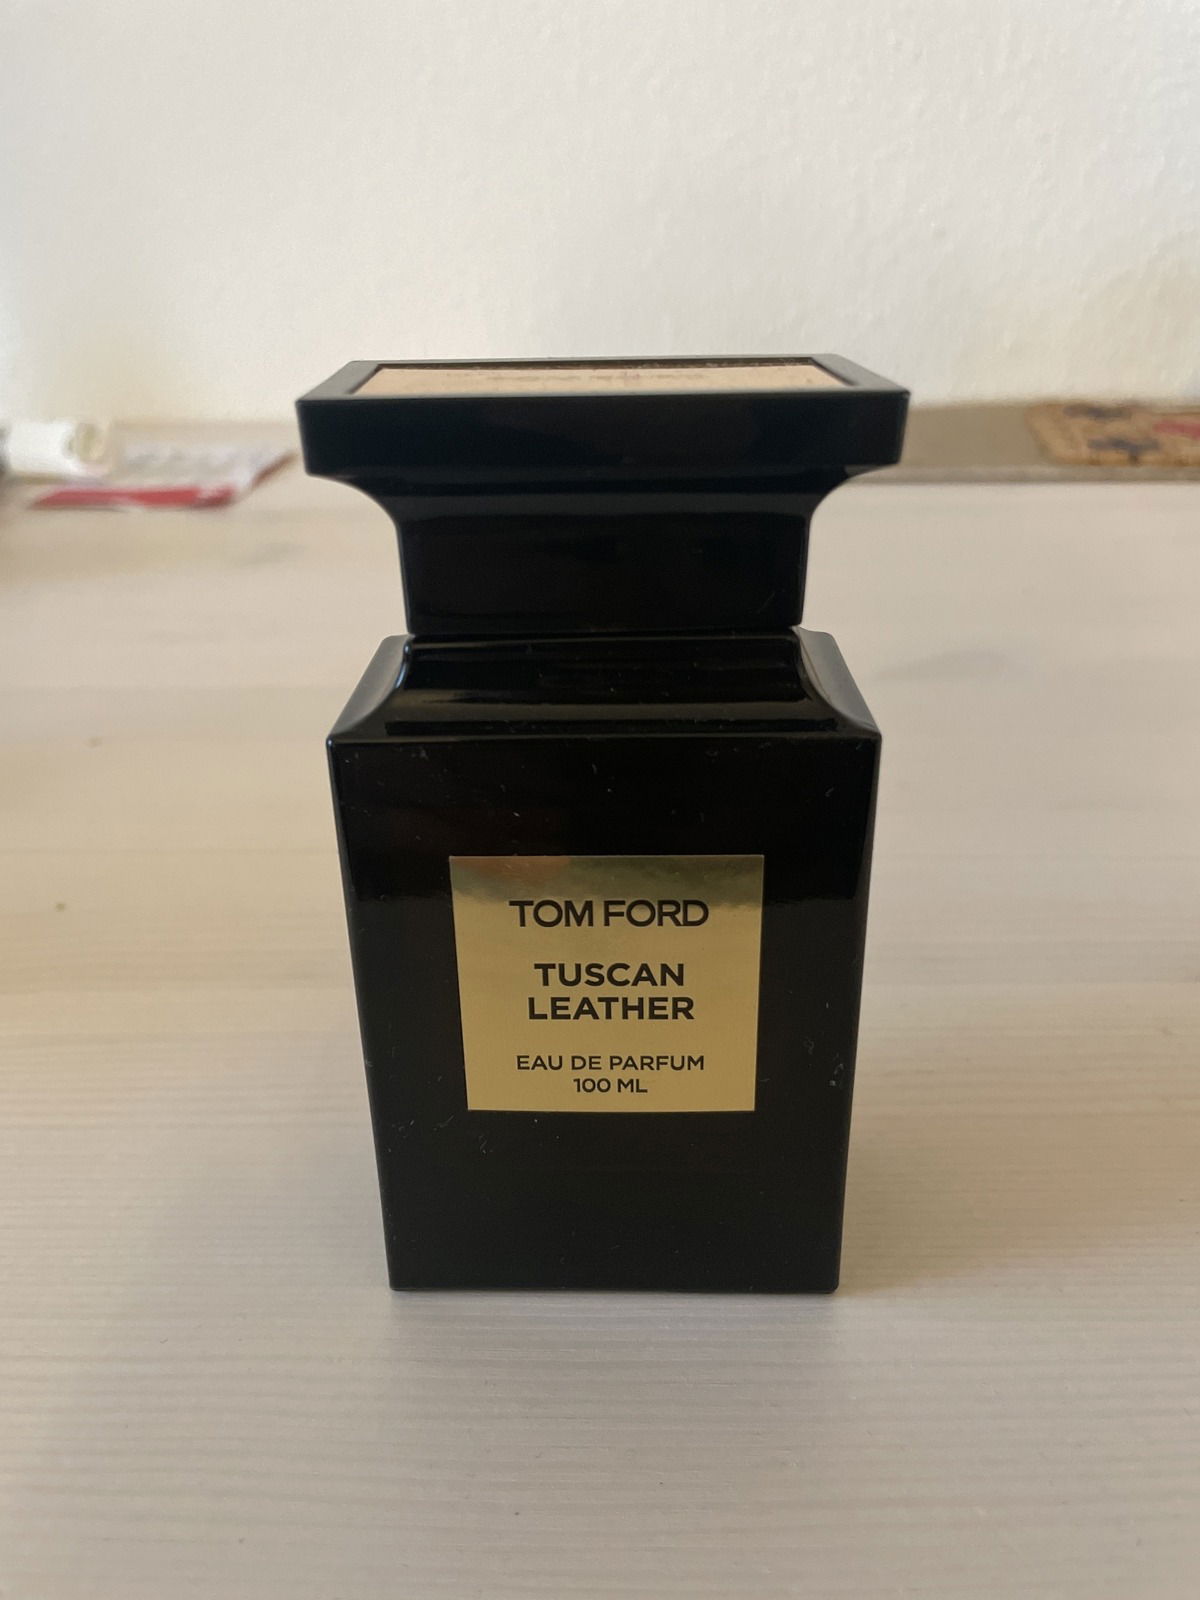 TOM FORD
TUSCAN
LEATHER
EAU DE PARFUM
100 ML